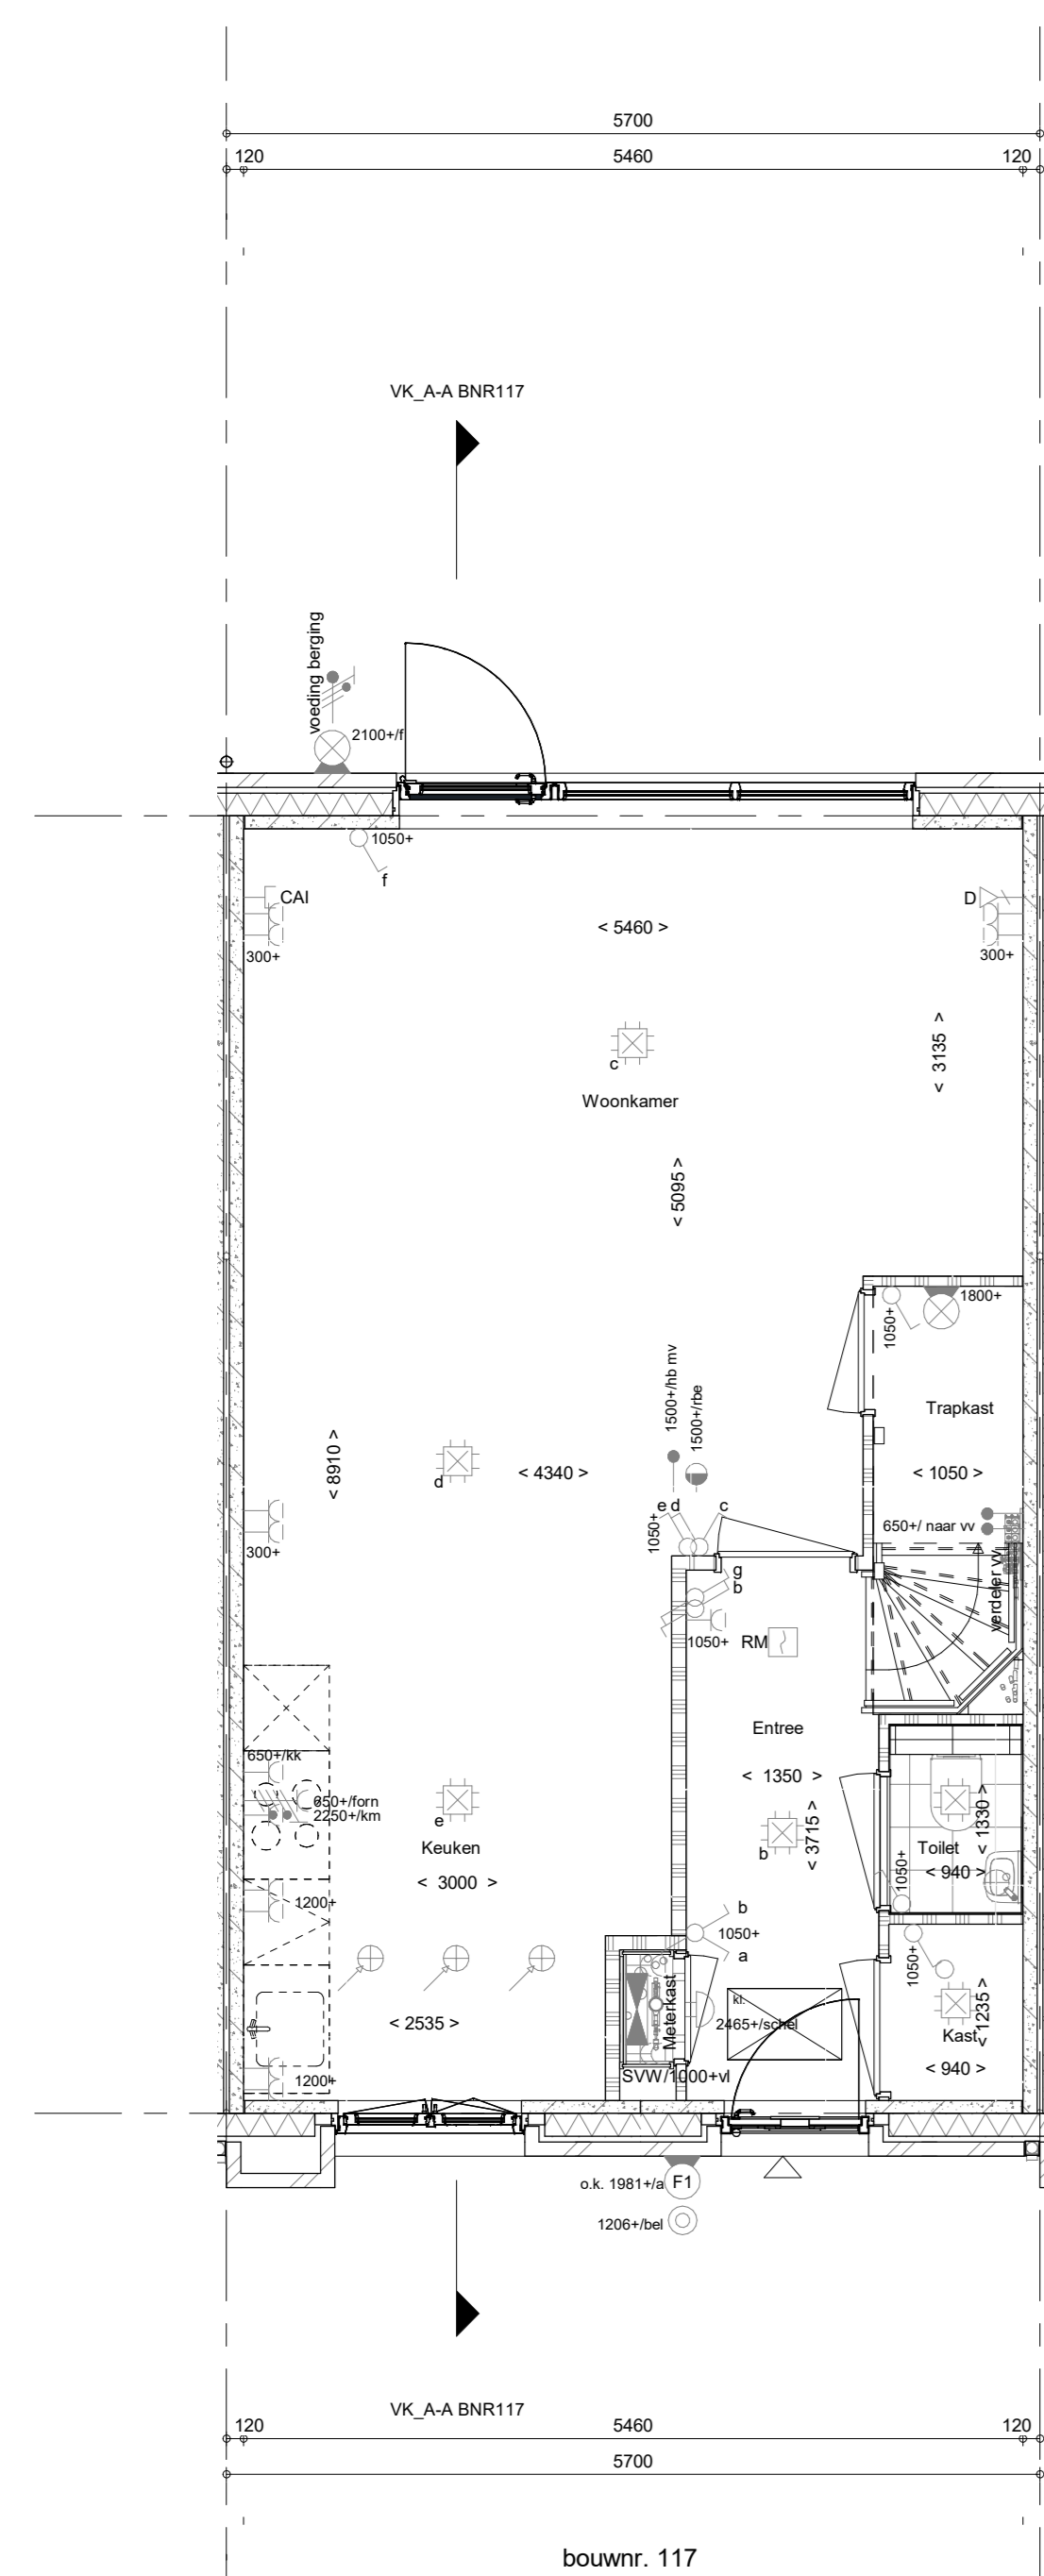 5700
120 5460 120
VK_A-A BNR117
voeding berging
2100+/f
1050+
f
CAI
D
300+
300+
< 5460 >
< 3135 >
c
Woonkamer
< 5095 >
1800+
1050+
1500+/hb mv
1500+/rbe
Trapkast
< 8910 >
d
< 4340 >
< 1050 >
e d c
1050+
650+/ naar vv
300+
verdeler vv
g
b
1050+
RM
Entree
650+/kk
< 1350 >
650+/forn
2250+/km
e
Keuken
b
< 3715 >
< 1330 >
Toilet
< 940 >
1050+
< 3000 >
1200+
b
1050+
a
1050+
kl.
2465+/schel
Meterkast
< 1235 >
Kast
< 2535 >
< 940 >
1200+
SVW/1000+vl
o.k. 1981+/a F1
1206+/bel
VK_A-A BNR117
120 5460 120
5700
bouwnr. 117